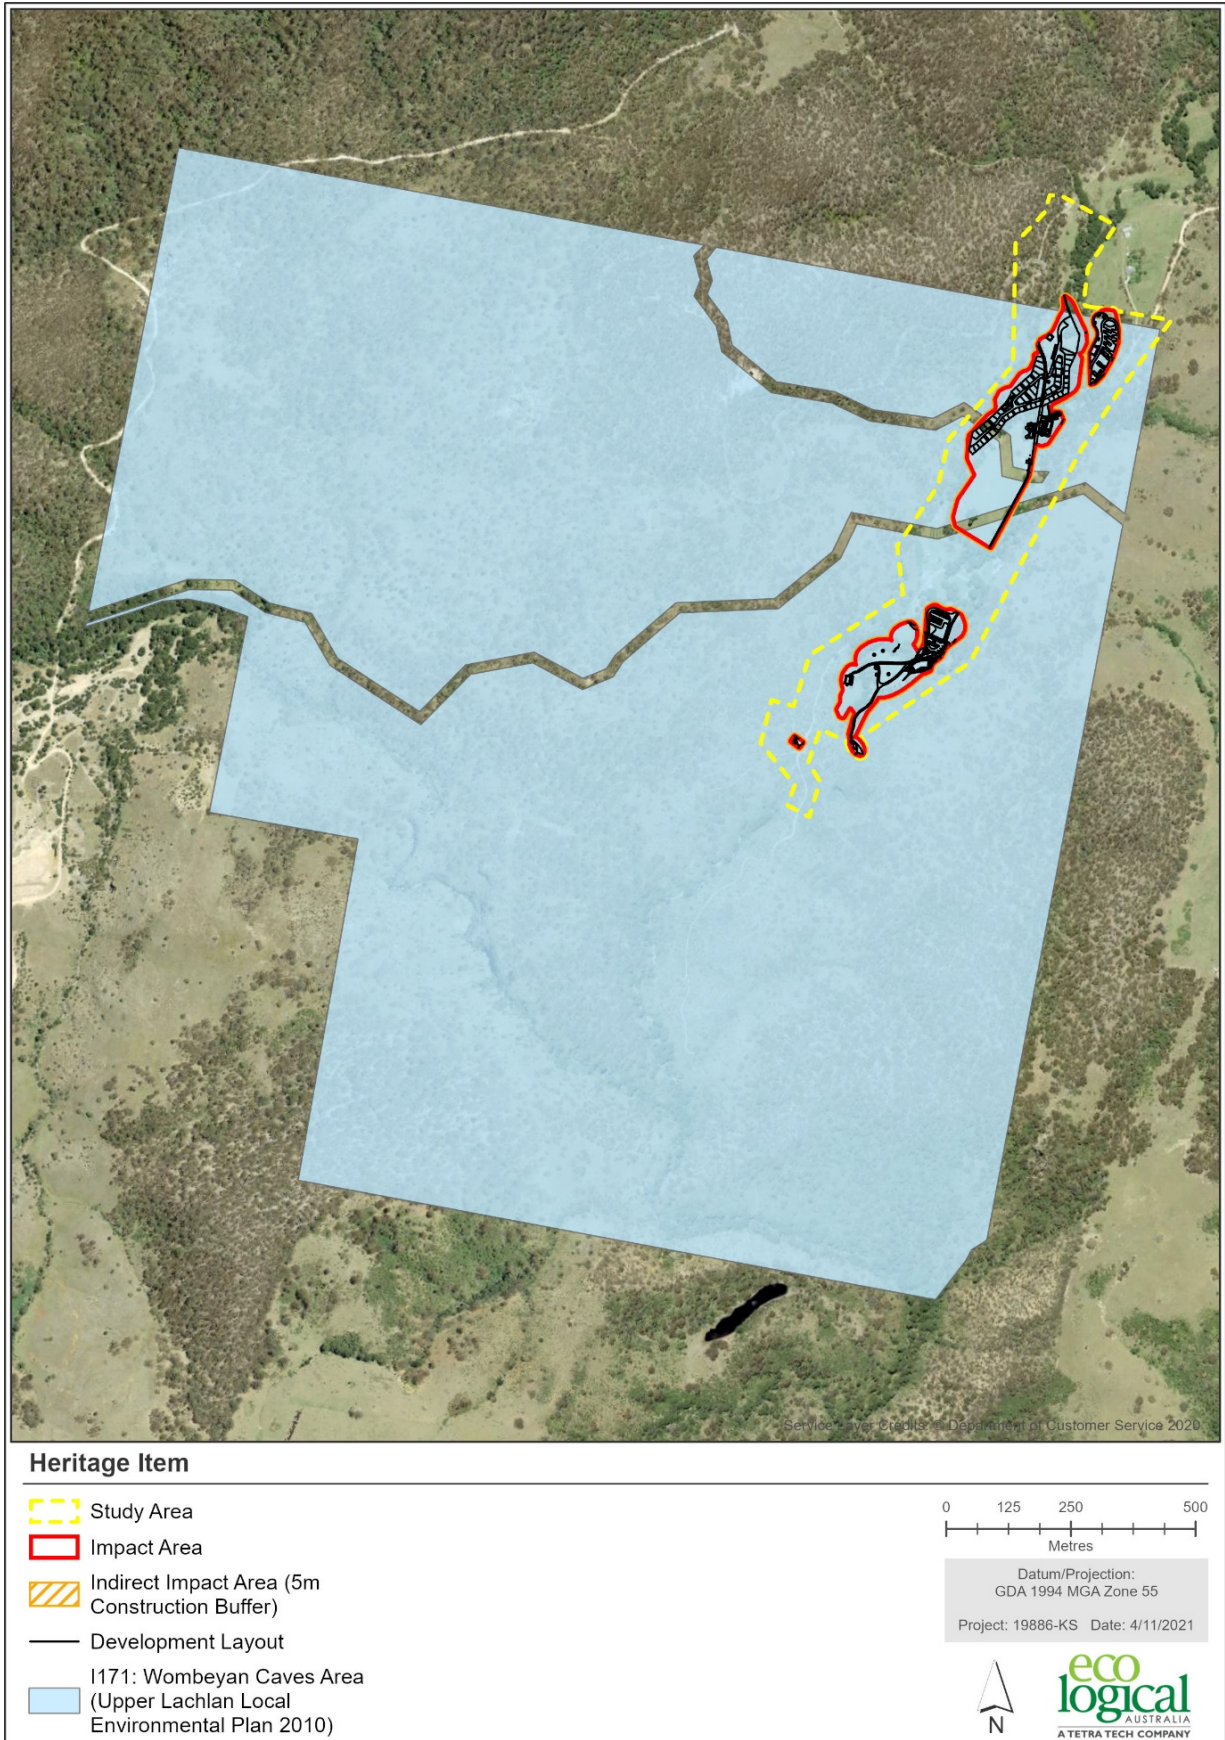 Service Layer Credits: © Department of Customer Service 2020
Heritage Item
Study Area
Impact Area
Indirect Impact Area (5m
Construction Buffer)
Development Layout
I171: Wombeyan Caves Area
(Upper Lachlan Local
Environmental Plan 2010)
0 125 250 500
Metres
Datum/Projection:
GDA 1994 MGA Zone 55
Project: 19886-KS Date: 4/11/2021
N
eco
logical
AUSTRALIA
A TETRA TECH COMPANY